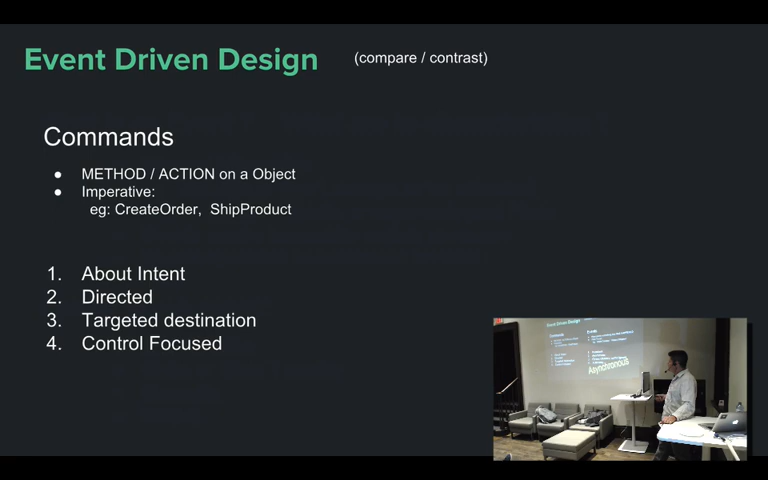 Event Driven Design (compare / contrast)
Commands
● METHOD / ACTION on a Object
● Imperative:
eg: CreateOrder, ShipProduct
1. About Intent
2. Directed
3. Targeted destination
4. Control Focused
Event Driven Design
Asynchronous